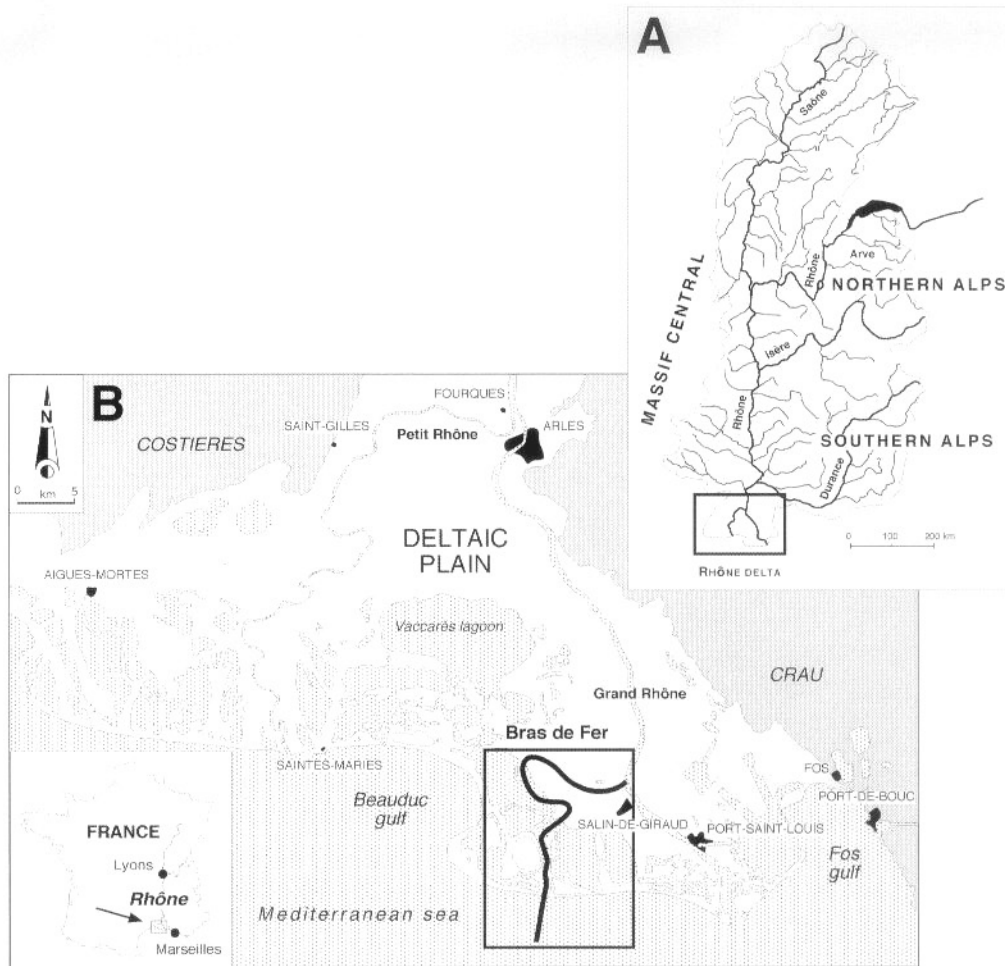 A
Saône
Arve
Rhône
NORTHERN ALPS
MASSIF CENTRAL
Isère
Rhône
SOUTHERN ALPS
Durance
0 100 200 km
RHÔNE DELTA
B
N
0 km 5
COSTIERES
SAINT-GILLES
FOURQUES
Petit Rhône
ARLES
DELTAIC
PLAIN
AIGUES-MORTES
Vaccarès lagoon
CRAU
Grand Rhône
Bras de Fer
SAINTES-MARIES
FOS
PORT-DE-BOUC
Beauduc
gulf
SALIN-DE-GIRAUD
PORT-SAINT-LOUIS
Fos
gulf
Mediterranean sea
FRANCE
Lyons
Rhône
Marseilles